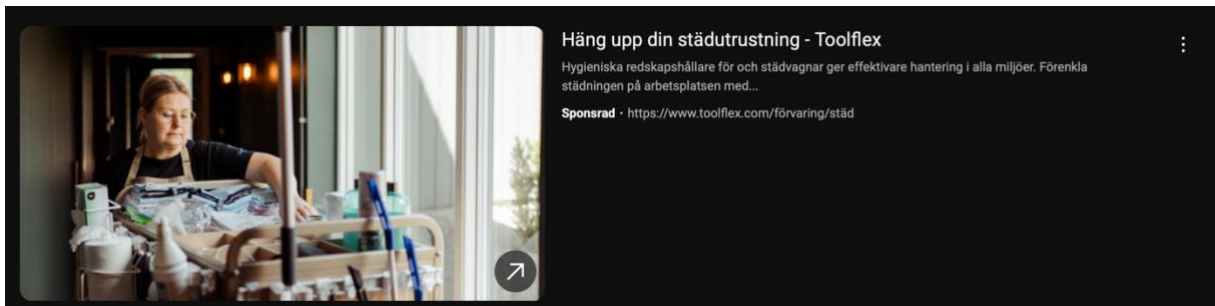 Häng upp din städutrustning - Toolflex
Hygieniska redskapshållare för och städvagnar ger effektivare hantering i alla miljöer. Förenkla
städningen på arbetsplatsen med...
Sponsrad · https://www.toolflex.com/förvaring/städ